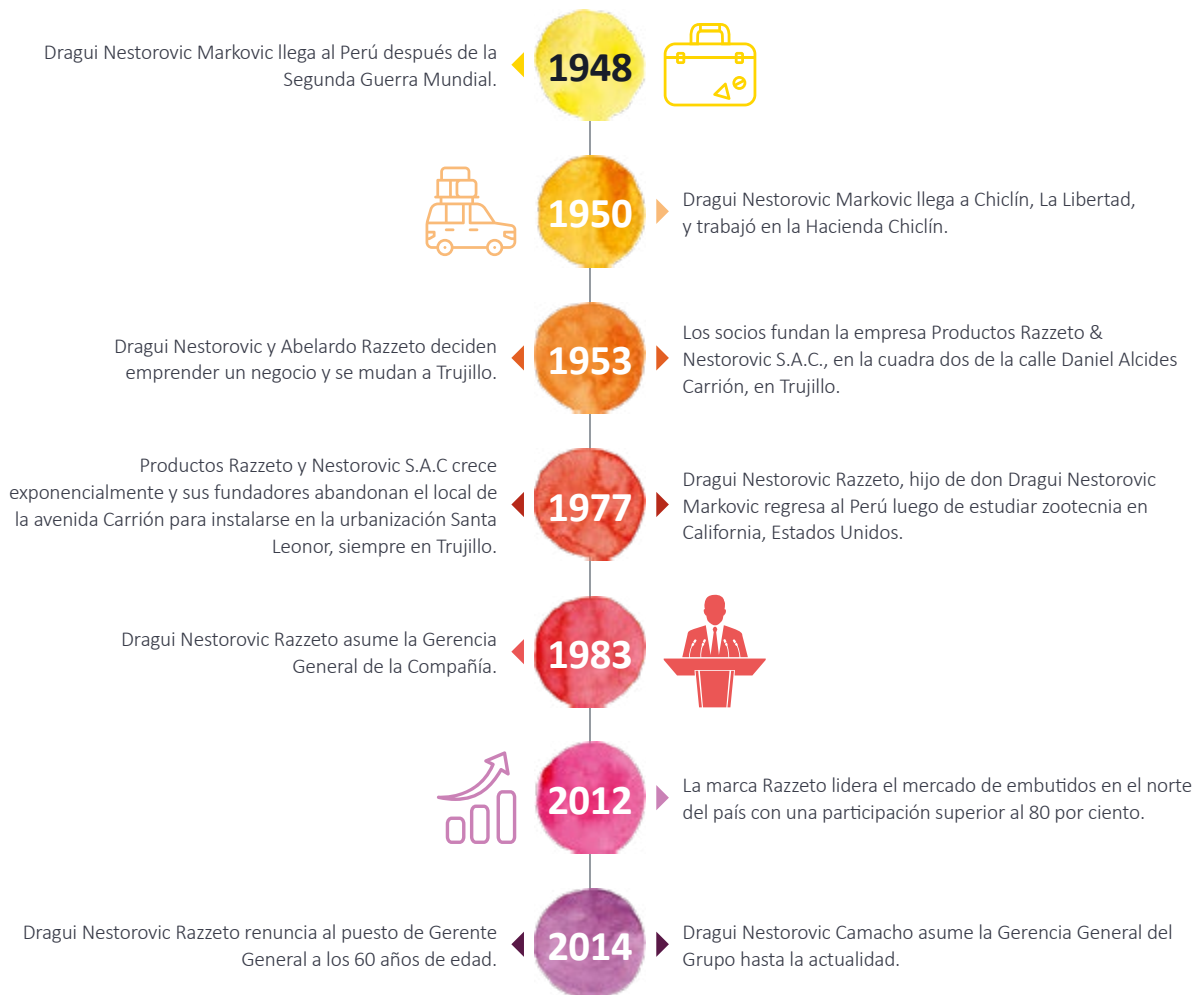 Dragui Nestorovic Markovic llega al Perú después de la
Segunda Guerra Mundial.
1948
1950
Dragui Nestorovic Markovic llega a Chiclín, La Libertad,
y trabajó en la Hacienda Chiclín.
Dragui Nestorovic y Abelardo Razzeto deciden
emprender un negocio y se mudan a Trujillo.
1953
Los socios fundan la empresa Productos Razzeto &
Nestorovic S.A.C., en la cuadra dos de la calle Daniel Alcides
Carrión, en Trujillo.
Productos Razzeto y Nestorovic S.A.C crece
exponencialmente y sus fundadores abandonan el local de
la avenida Carrión para instalarse en la urbanización Santa
Leonor, siempre en Trujillo.
1977
Dragui Nestorovic Razzeto, hijo de don Dragui Nestorovic
Markovic regresa al Perú luego de estudiar zootecnia en
California, Estados Unidos.
Dragui Nestorovic Razzeto asume la Gerencia
General de la Compañía.
1983
2012
La marca Razzeto lidera el mercado de embutidos en el norte
del país con una participación superior al 80 por ciento.
Dragui Nestorovic Razzeto renuncia al puesto de Gerente
General a los 60 años de edad.
2014
Dragui Nestorovic Camacho asume la Gerencia General del
Grupo hasta la actualidad.